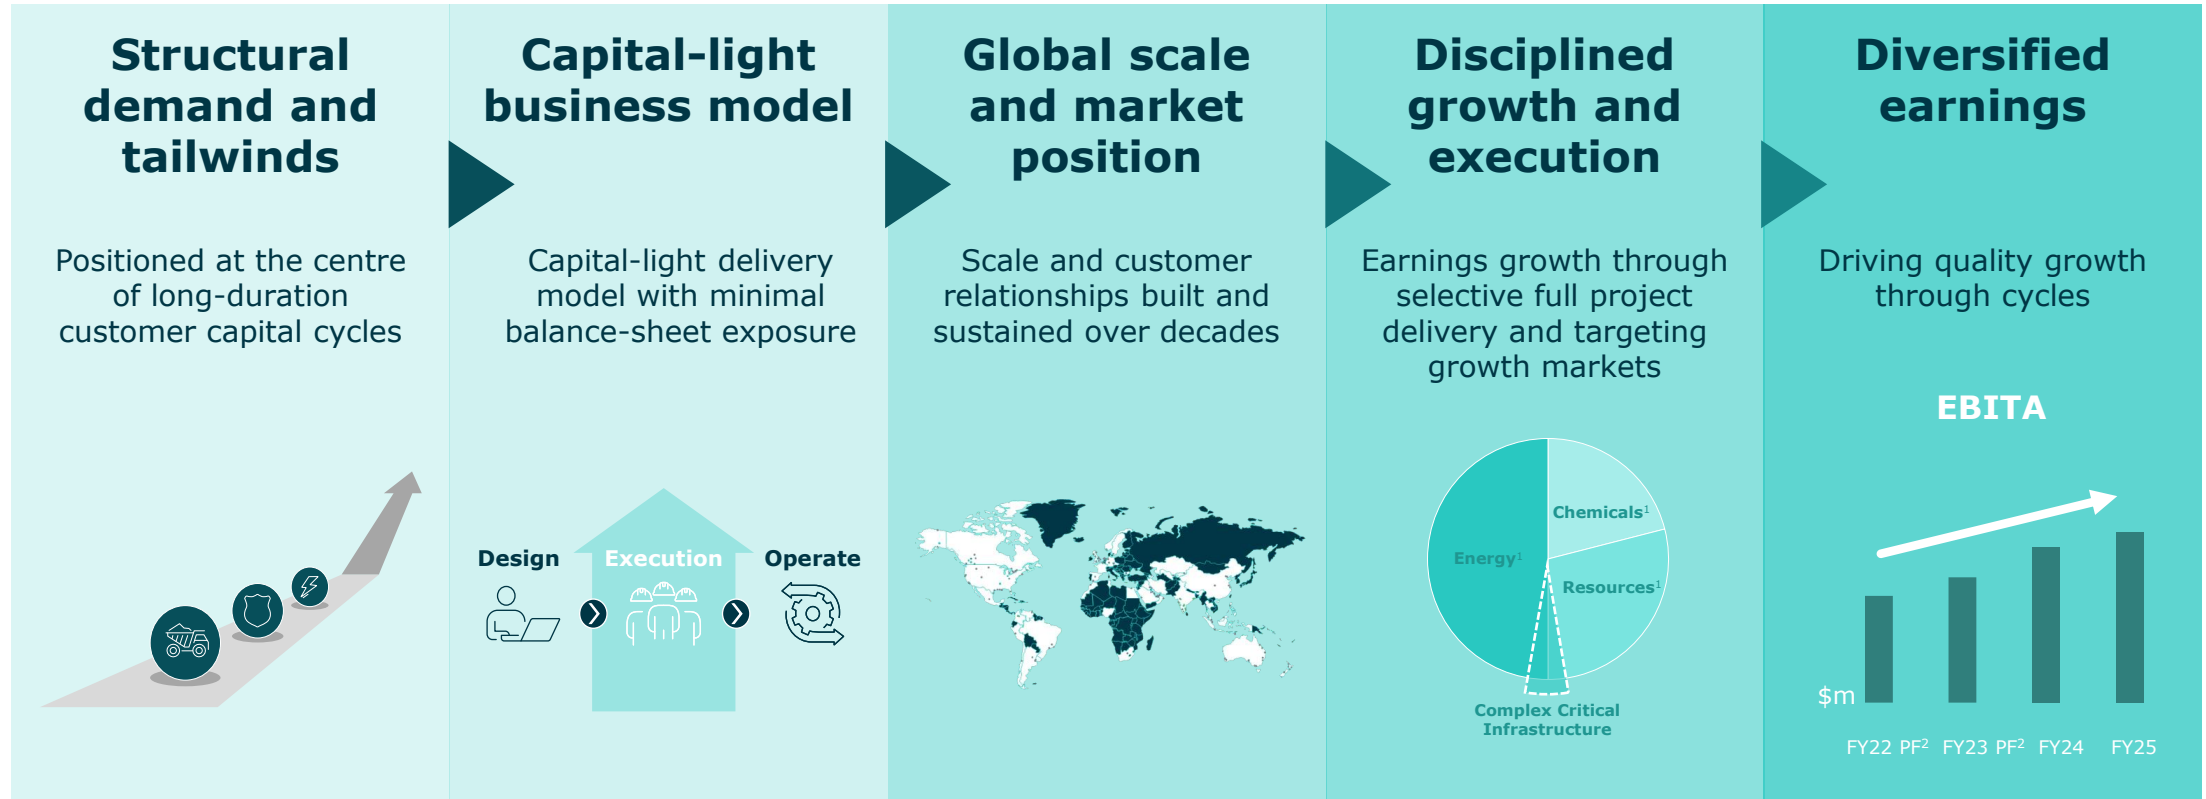 Structural
demand and
tailwinds
Positioned at the centre
of long-duration
customer capital cycles
Capital-light
business model
Capital-light delivery
model with minimal
balance-sheet exposure
Design
Execution
Operate
Global scale
and market
position
Scale and customer
relationships built and
sustained over decades
Disciplined
growth and
execution
Earnings growth through
selective full project
delivery and targeting
growth markets
Chemicals¹
Energy¹
Resources¹
Complex Critical
Infrastructure
Diversified
earnings
Driving quality growth
through cycles
EBITA
$m
FY22 PF² FY23 PF² FY24 FY25